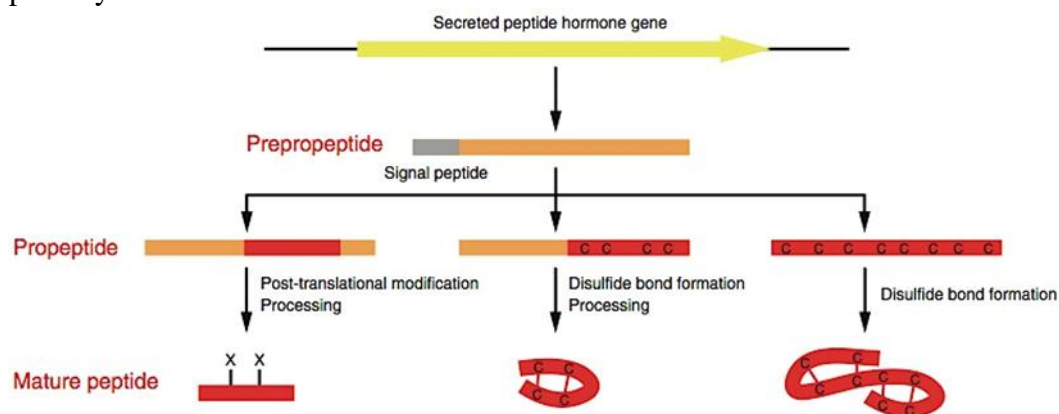 Secreted peptide hormone gene
Prepropeptide
Signal peptide
Propeptide
C C C C
C C C C C C C C
Post-translational modification
Processing
Disulfide bond formation
Processing
Disulfide bond formation
Mature peptide
X X
C C
C C
C C
C C
C C
C C